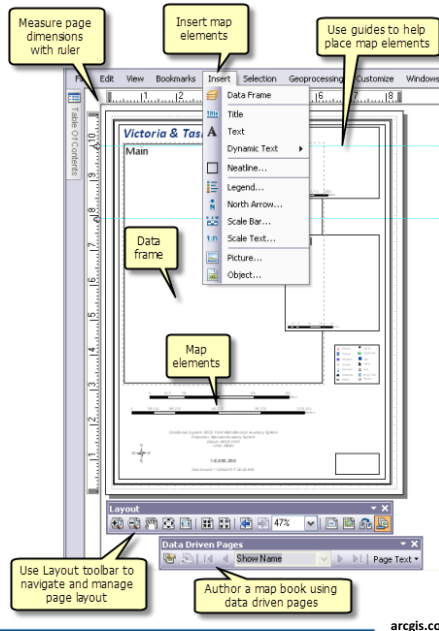 Measure page
dimensions
with ruler
Insert map
elements
Use guides to help
place map elements
Edit View Bookmarks Insert Selection Geoprocessing Customize Windows
Table Of Contents
Data Frame
Title
Text
Dynamic Text
Neatline...
Legend...
North Arrow...
Scale Bar...
Scale Text...
Picture...
Object...
Victoria &
Main
Data
frame
Map
elements
Layout
47%
Data Driven Pages
Show Name
Page Text
Use Layout toolbar to
navigate and manage
page layout
Author a map book using
data driven pages
arcgis.co